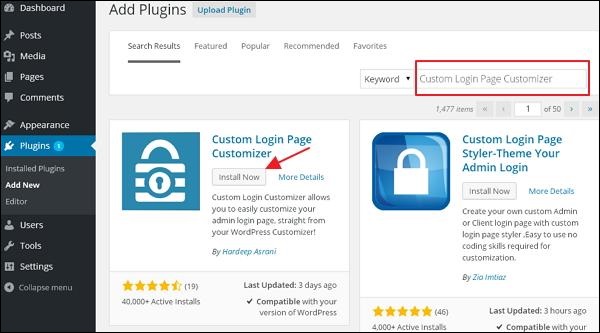 Dashboard
Posts
Media
Pages
Comments
Appearance
Plugins 1
Installed Plugins
Add New
Editor
Users
Tools
Settings
Collapse menu
Add Plugins Upload Plugin
Search Results Featured Popular Recommended Favorites
Keyword Custom Login Page Customizer
1,477 items « ‹ 1 of 50 › »
Custom Login Page
Customizer
Install Now More Details
Custom Login Customizer allows
you to easily customize your
admin login page, straight from
your WordPress Customizer!
By Hardeep Asrani
(19)
40,000+ Active Installs
Last Updated: 3 days ago
✔ Compatible with your
version of WordPress
Custom Login Page
Styler-Theme Your
Admin Login
Install Now More Details
Create your own custom Admin
or Client login page with custom
login page styler .Easy to use no
coding skills required for
customization.
By Zia Imtiaz
(46)
4,000+ Active Installs
Last Updated: 3 hours ago
✔ Compatible with your
version of WordPress